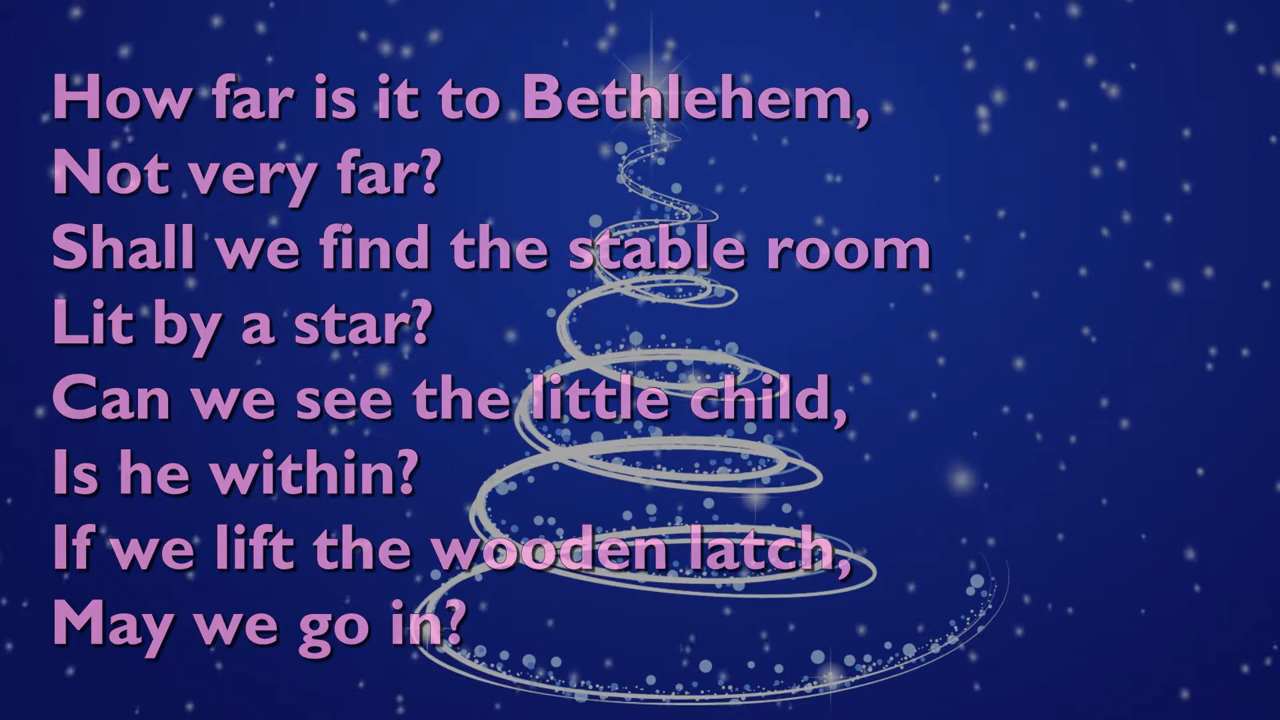 How far is it to Bethlehem,
Not very far?
Shall we find the stable room
Lit by a star?
Can we see the little child,
Is he within?
If we lift the wooden latch,
May we go in?